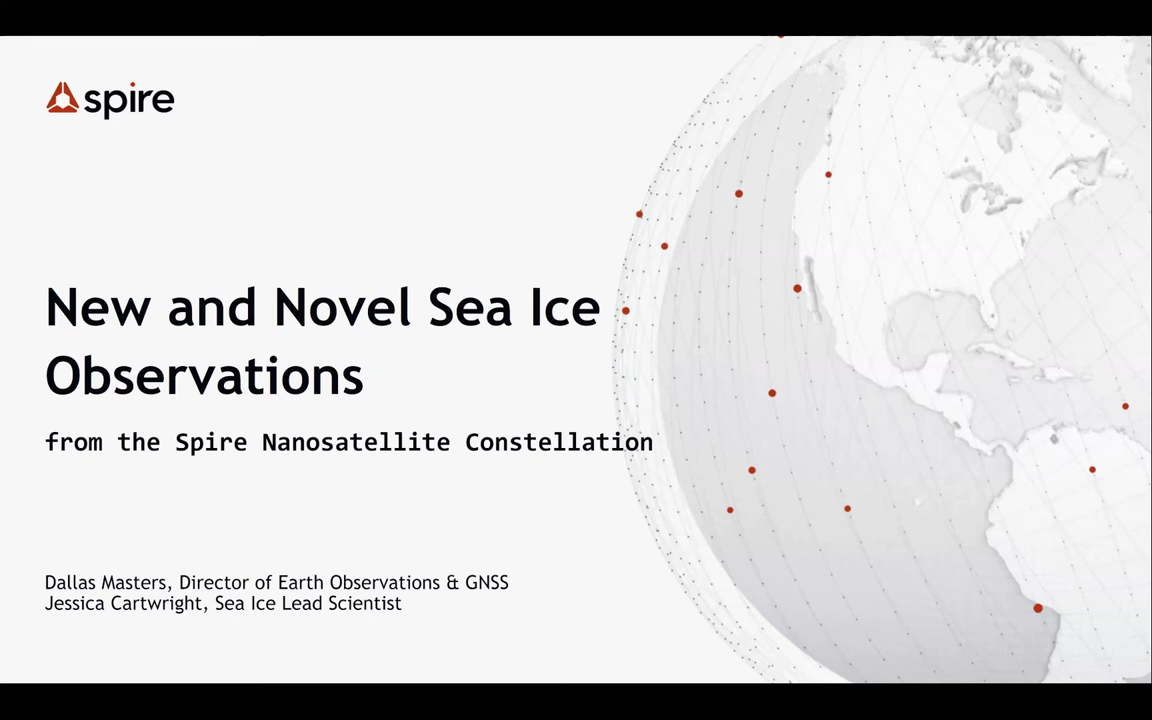 spire
New and Novel Sea Ice
Observations
from the Spire Nanosatellite Constellation
Dallas Masters, Director of Earth Observations & GNSS
Jessica Cartwright, Sea Ice Lead Scientist